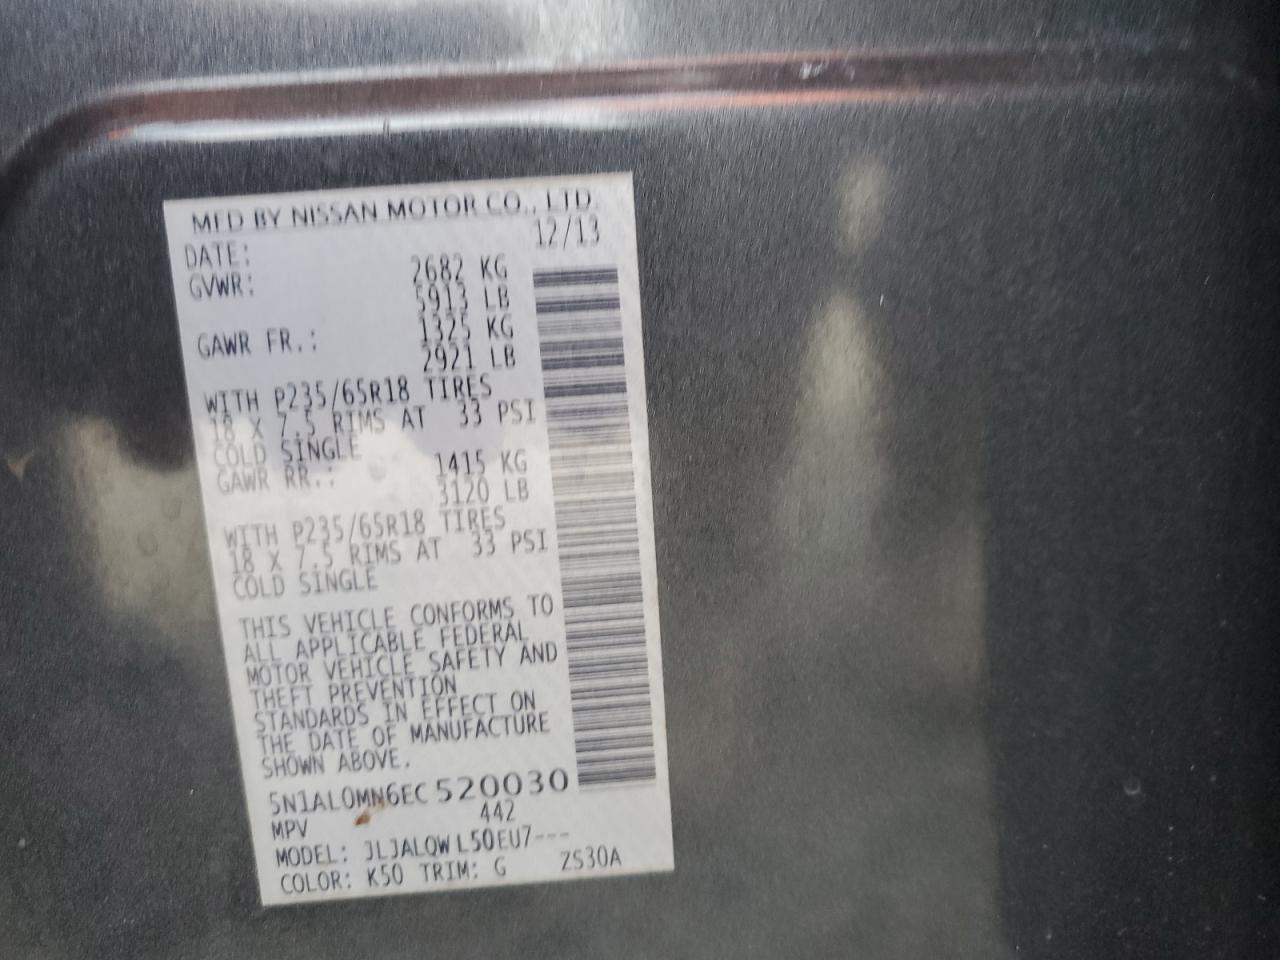 MFD BY NISSAN MOTOR CO., LTD.
DATE: 12/13
GVWR: 2682 KG
5913 LB
GAWR FR.: 1325 KG
2921 LB
WITH P235/65R18 TIRES
18 X 7.5 RIMS AT 33 PSI
COLD SINGLE
GAWR RR.: 1415 KG
3120 LB
WITH P235/65R18 TIRES
18 X 7.5 RIMS AT 33 PSI
COLD SINGLE
THIS VEHICLE CONFORMS TO
ALL APPLICABLE FEDERAL
MOTOR VEHICLE SAFETY AND
THEFT PREVENTION
STANDARDS IN EFFECT ON
THE DATE OF MANUFACTURE
SHOWN ABOVE.
5N1AL0MN6EC520030
MPV 442
MODEL: JLJALQW L50EU7---
COLOR: K50 TRIM: G ZS30A